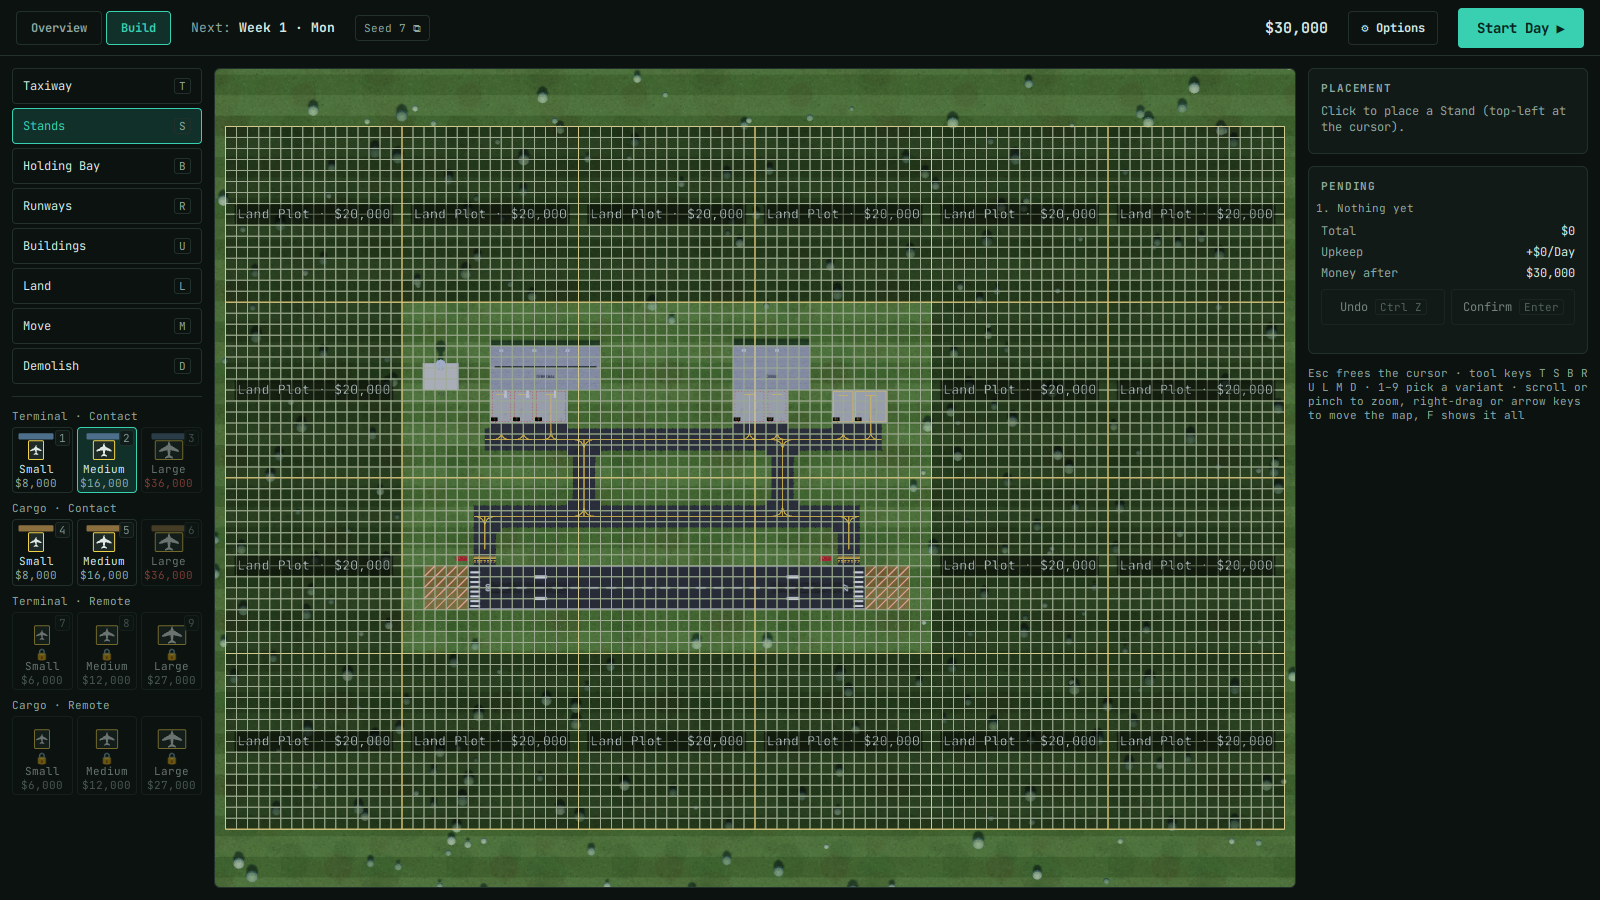 Overview
Build
Next: Week 1 · Mon
Seed 7
$30,000
Options
Start Day ▶
Taxiway T
Stands S
Holding Bay B
Runways R
Buildings U
Land L
Move M
Demolish D
Terminal · Contact
1 2 3
Small Medium Large
$8,000 $16,000 $36,000
Cargo · Contact
4 5 6
Small Medium Large
$8,000 $16,000 $36,000
Terminal · Remote
7 8 9
Small Medium Large
$6,000 $12,000 $27,000
Cargo · Remote
Small Medium Large
$6,000 $12,000 $27,000
Land Plot · $20,000 Land Plot · $20,000 Land Plot · $20,000 Land Plot · $20,000 Land Plot · $20,000 Land Plot · $20,000
Land Plot · $20,000 Land Plot · $20,000 Land Plot · $20,000
Land Plot · $20,000 Land Plot · $20,000 Land Plot · $20,000
Land Plot · $20,000 Land Plot · $20,000 Land Plot · $20,000 Land Plot · $20,000 Land Plot · $20,000 Land Plot · $20,000
PLACEMENT
Click to place a Stand (top-left at
the cursor).
PENDING
1. Nothing yet
Total $0
Upkeep +$0/Day
Money after $30,000
Undo Ctrl Z
Confirm Enter
Esc frees the cursor · tool keys T S B R
U L M D · 1-9 pick a variant · scroll or
pinch to zoom, right-drag or arrow keys
to move the map, F shows it all